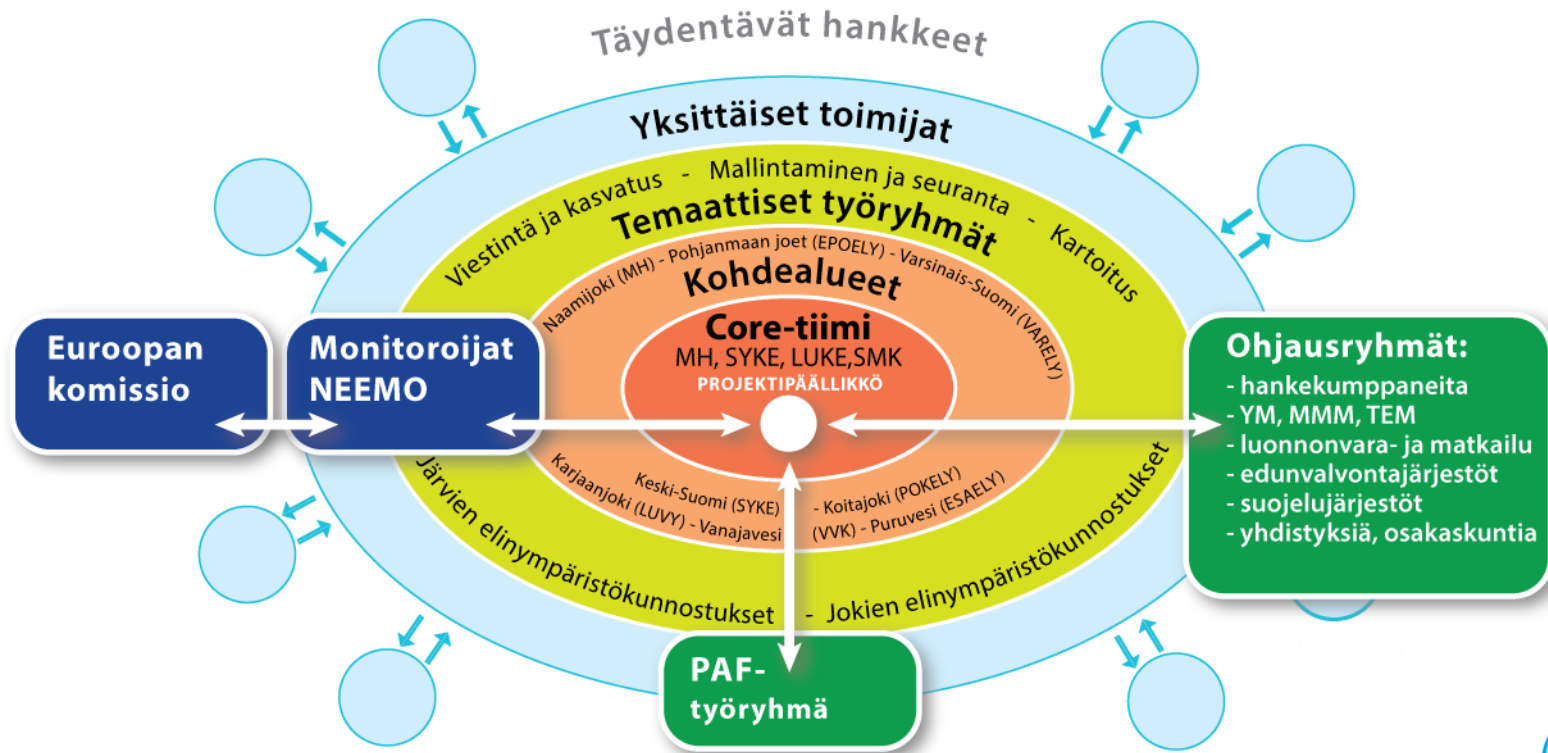 Täydentävät hankkeet
Yksittäiset toimijat
Viestintä ja kasvatus - Mallintaminen ja seuranta - Kartoitus
Temaattiset työryhmät
Naamijoki (MH) - Pohjanmaan joet (EPOELY) - Varsinais-Suomi (VARELY)
Kohdealueet
Core-tiimi
MH, SYKE, LUKE,SMK
PROJEKTIPÄÄLLIKKÖ
Euroopan
komissio
Monitoroijat
NEEMO
Ohjausryhmät:
- hankekumppaneita
- YM, MMM, TEM
- luonnonvara- ja matkailu
- edunvalvontajärjestöt
- suojelujärjestöt
- yhdistyksiä, osakaskuntia
Keski-Suomi (SYKE) - Koitajoki (POKELY)
Karjaanjoki (LUVY) - Vanajavesi (VVK) - Puruvesi (ESAELY)
Järvien elinympäristökunnostukset - Jokien elinympäristökunnostukset
PAF-
työryhmä